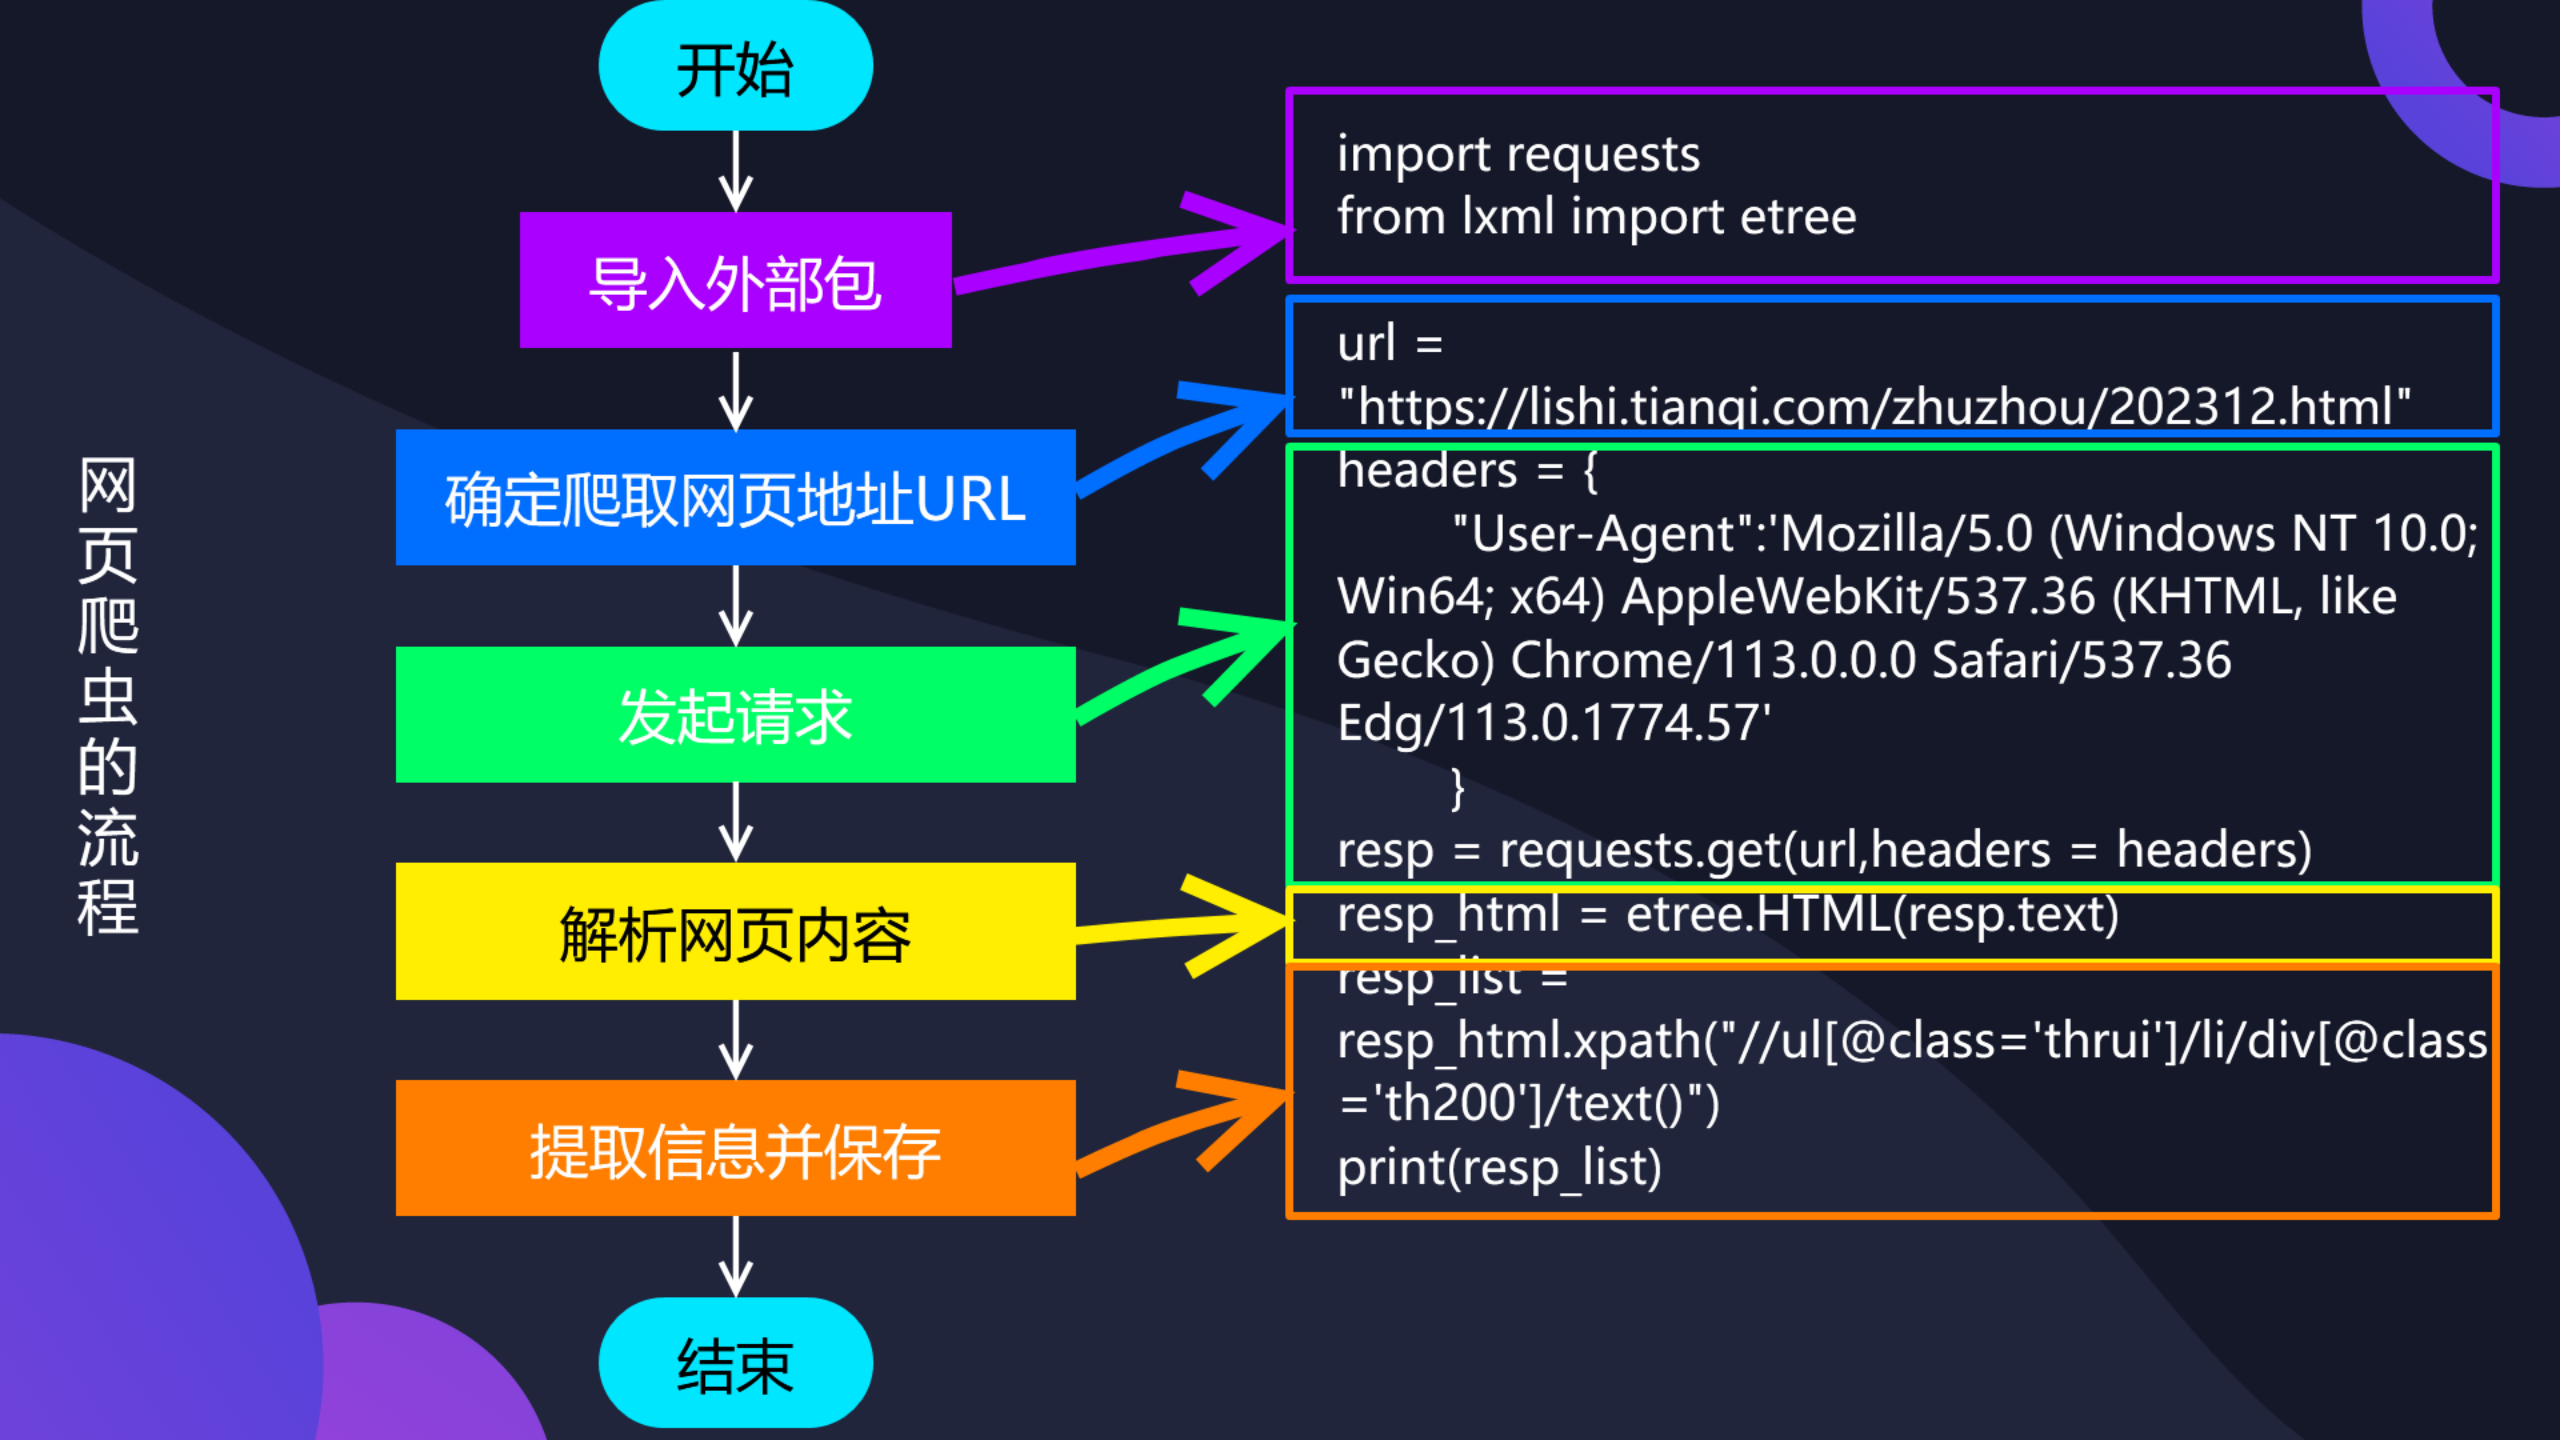 网页爬虫的流程
开始
导入外部包
确定爬取网页地址URL
发起请求
解析网页内容
提取信息并保存
结束
import requests
from lxml import etree
url =
"https://lishi.tianqi.com/zhuzhou/202312.html"
headers = {
"User-Agent":'Mozilla/5.0 (Windows NT 10.0;
Win64; x64) AppleWebKit/537.36 (KHTML, like
Gecko) Chrome/113.0.0.0 Safari/537.36
Edg/113.0.1774.57'
}
resp = requests.get(url,headers = headers)
resp_html = etree.HTML(resp.text)
resp_list =
resp_html.xpath("//ul[@class='thrui']/li/div[@class
='th200']/text()")
print(resp_list)